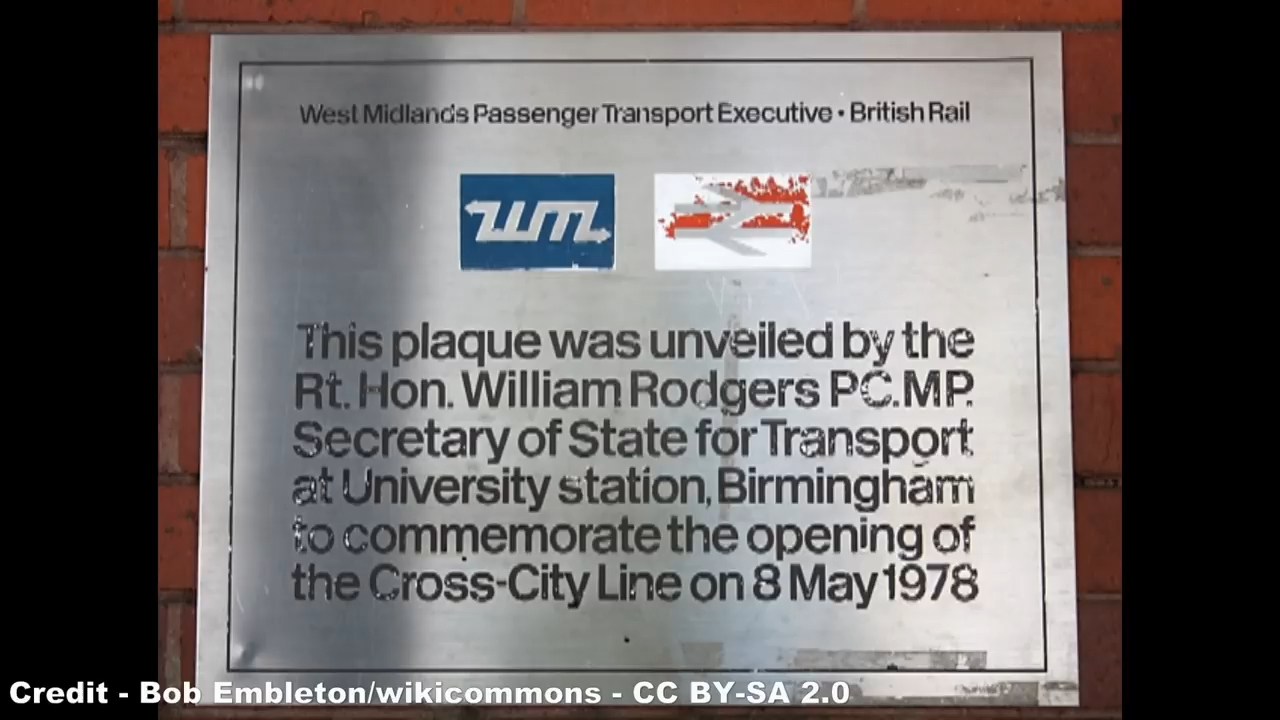 West Midlands Passenger Transport Executive • British Rail
wm
This plaque was unveiled by the
Rt. Hon. William Rodgers PC.MP.
Secretary of State for Transport
at University station, Birmingham
to commemorate the opening of
the Cross-City Line on 8 May 1978
Credit - Bob Embleton/wikicommons - CC BY-SA 2.0